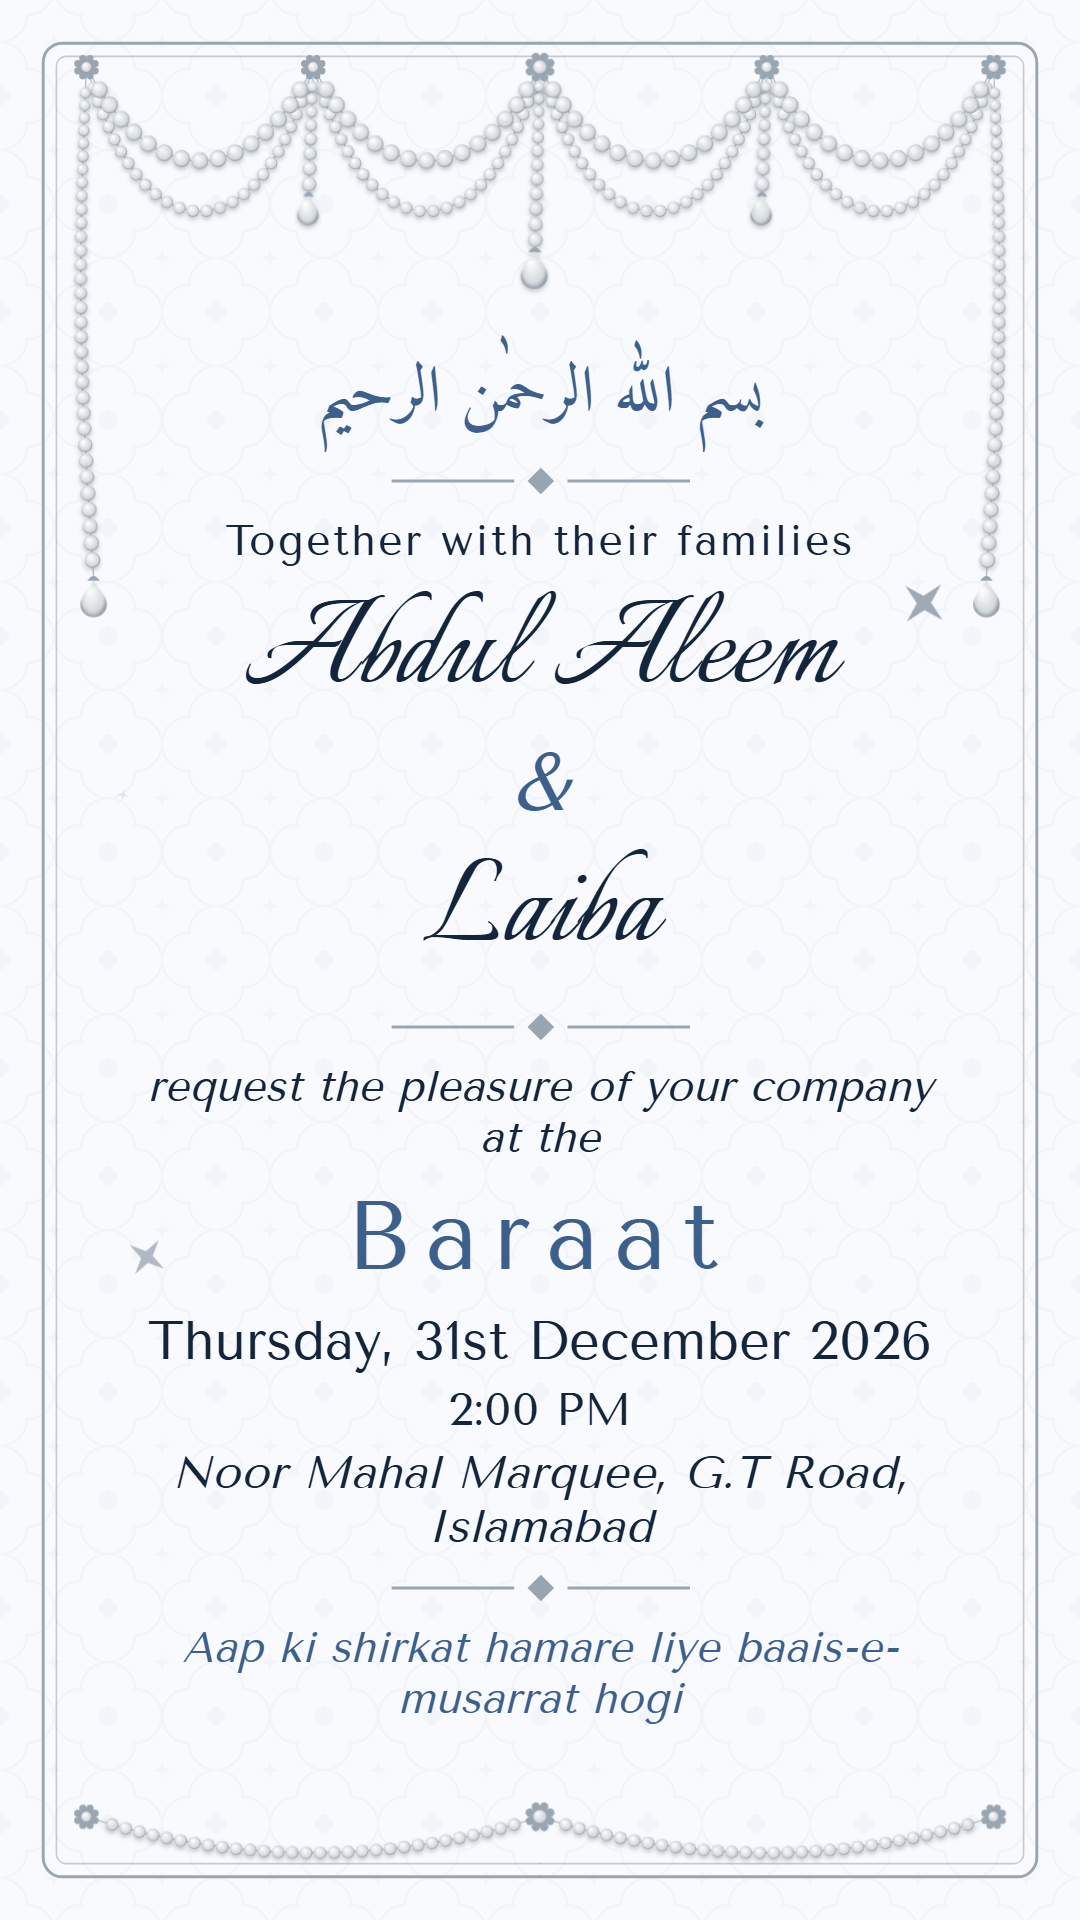 بسم الله الرحمٰن الرحيم
Together with their families
Abdul Aleem
&
Laiba
request the pleasure of your company
at the
Baraat
Thursday, 31st December 2026
2:00 PM
Noor Mahal Marquee, G.T Road,
Islamabad
Aap ki shirkat hamare liye baais-e-
musarrat hogi